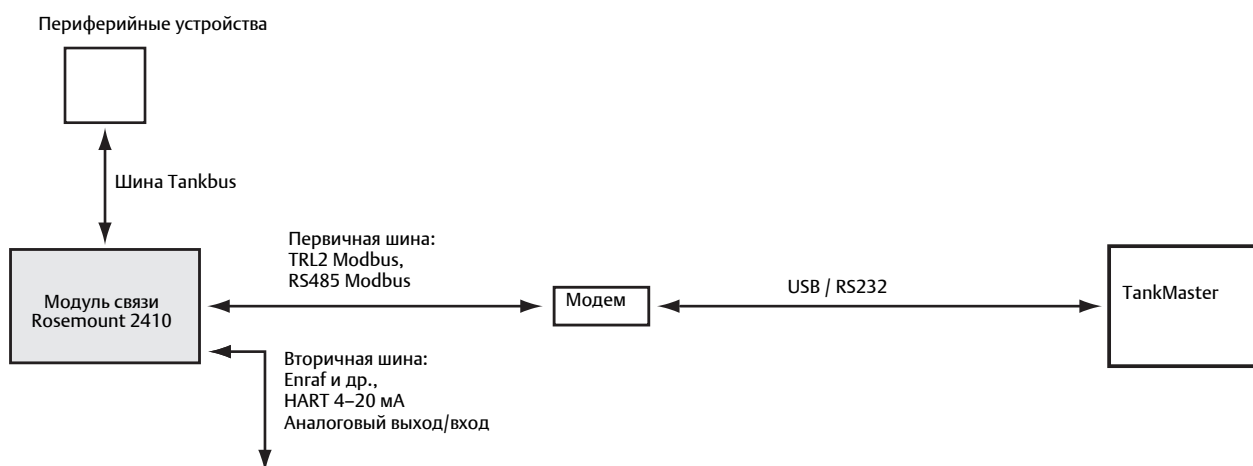 Периферийные устройства
Шина Tankbus
Первичная шина:
TRL2 Modbus,
RS485 Modbus
Модуль связи
Rosemount 2410
Модем
USB / RS232
TankMaster
Вторичная шина:
Enraf и др.,
HART 4–20 мА
Аналоговый выход/вход